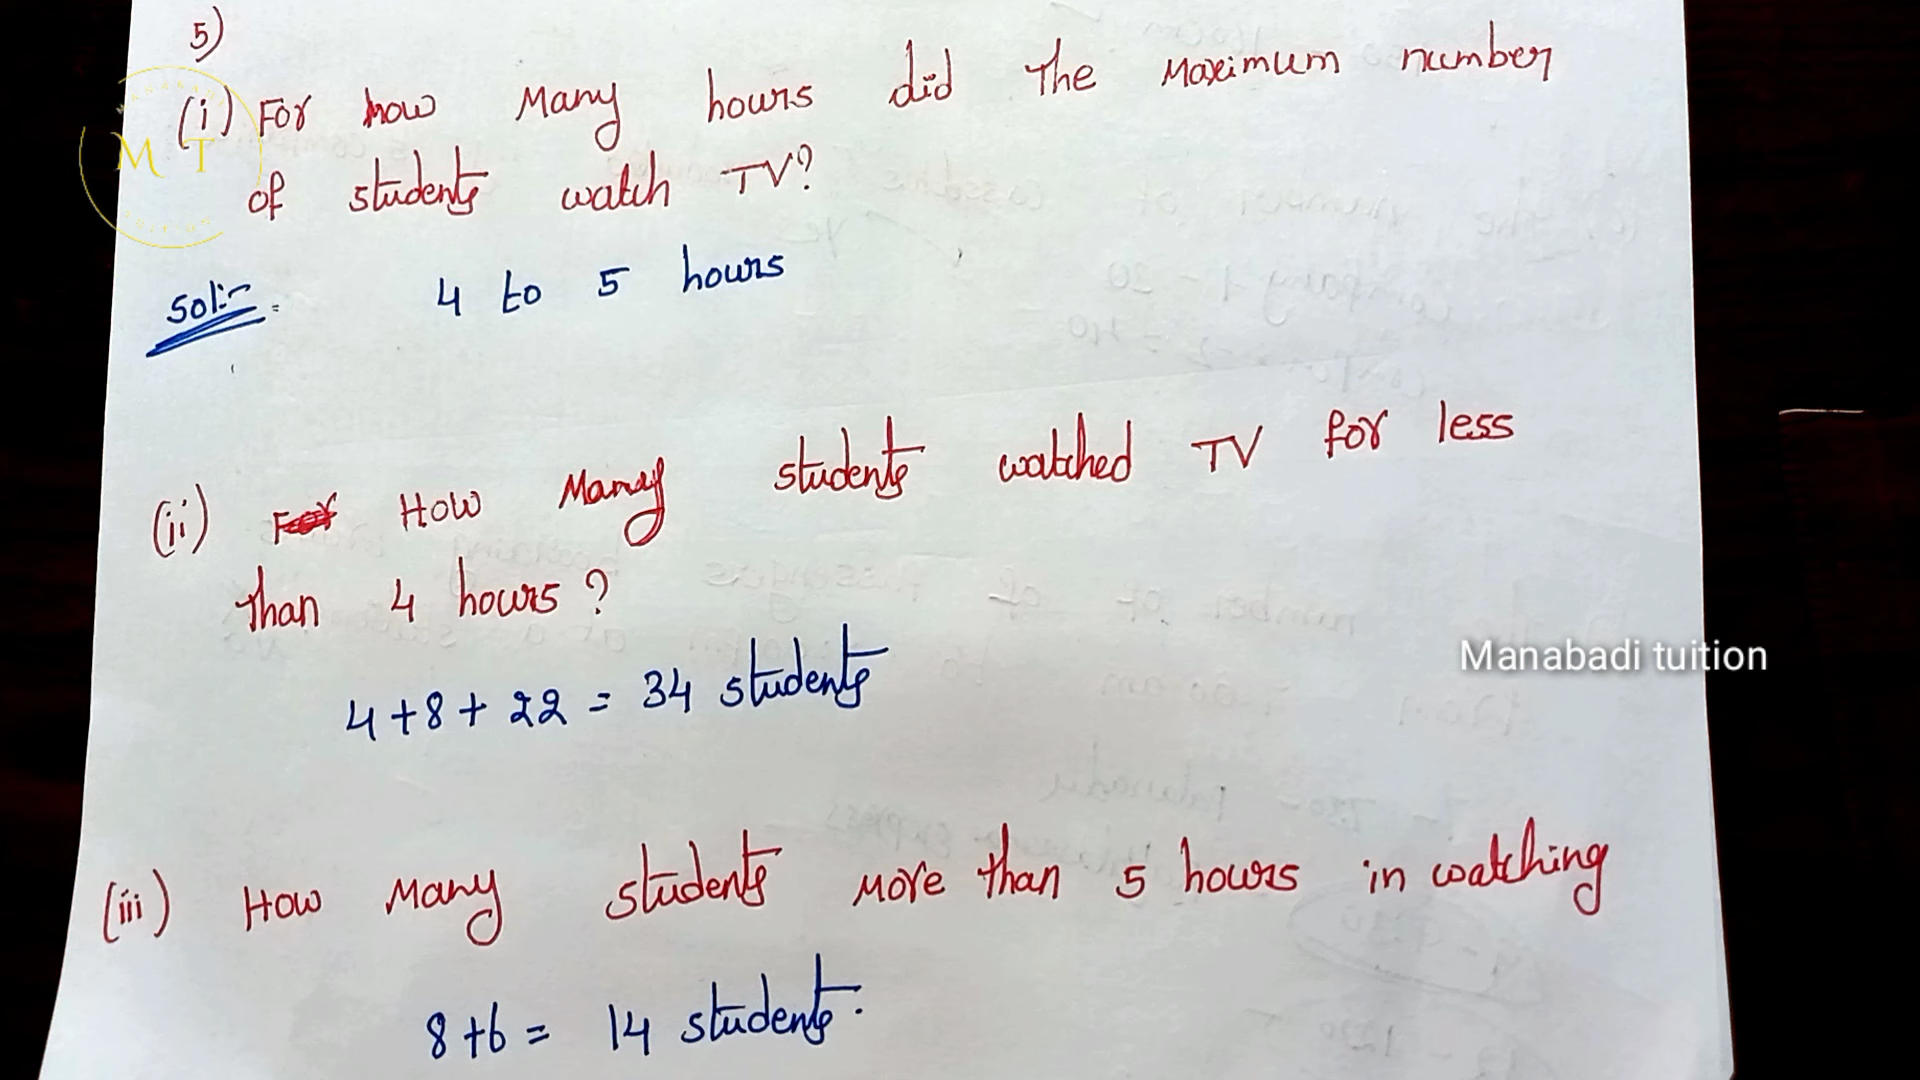 5)
(i) For how Many hours did The Maximum number
of students watch TV?
Sol:-
4 to 5 hours
(ii) How Many students watched TV for less
than 4 hours?
4+8+22 = 34 students
(iii) How Many students More than 5 hours in watching
8+6 = 14 students.
M T
Manabadi tuition